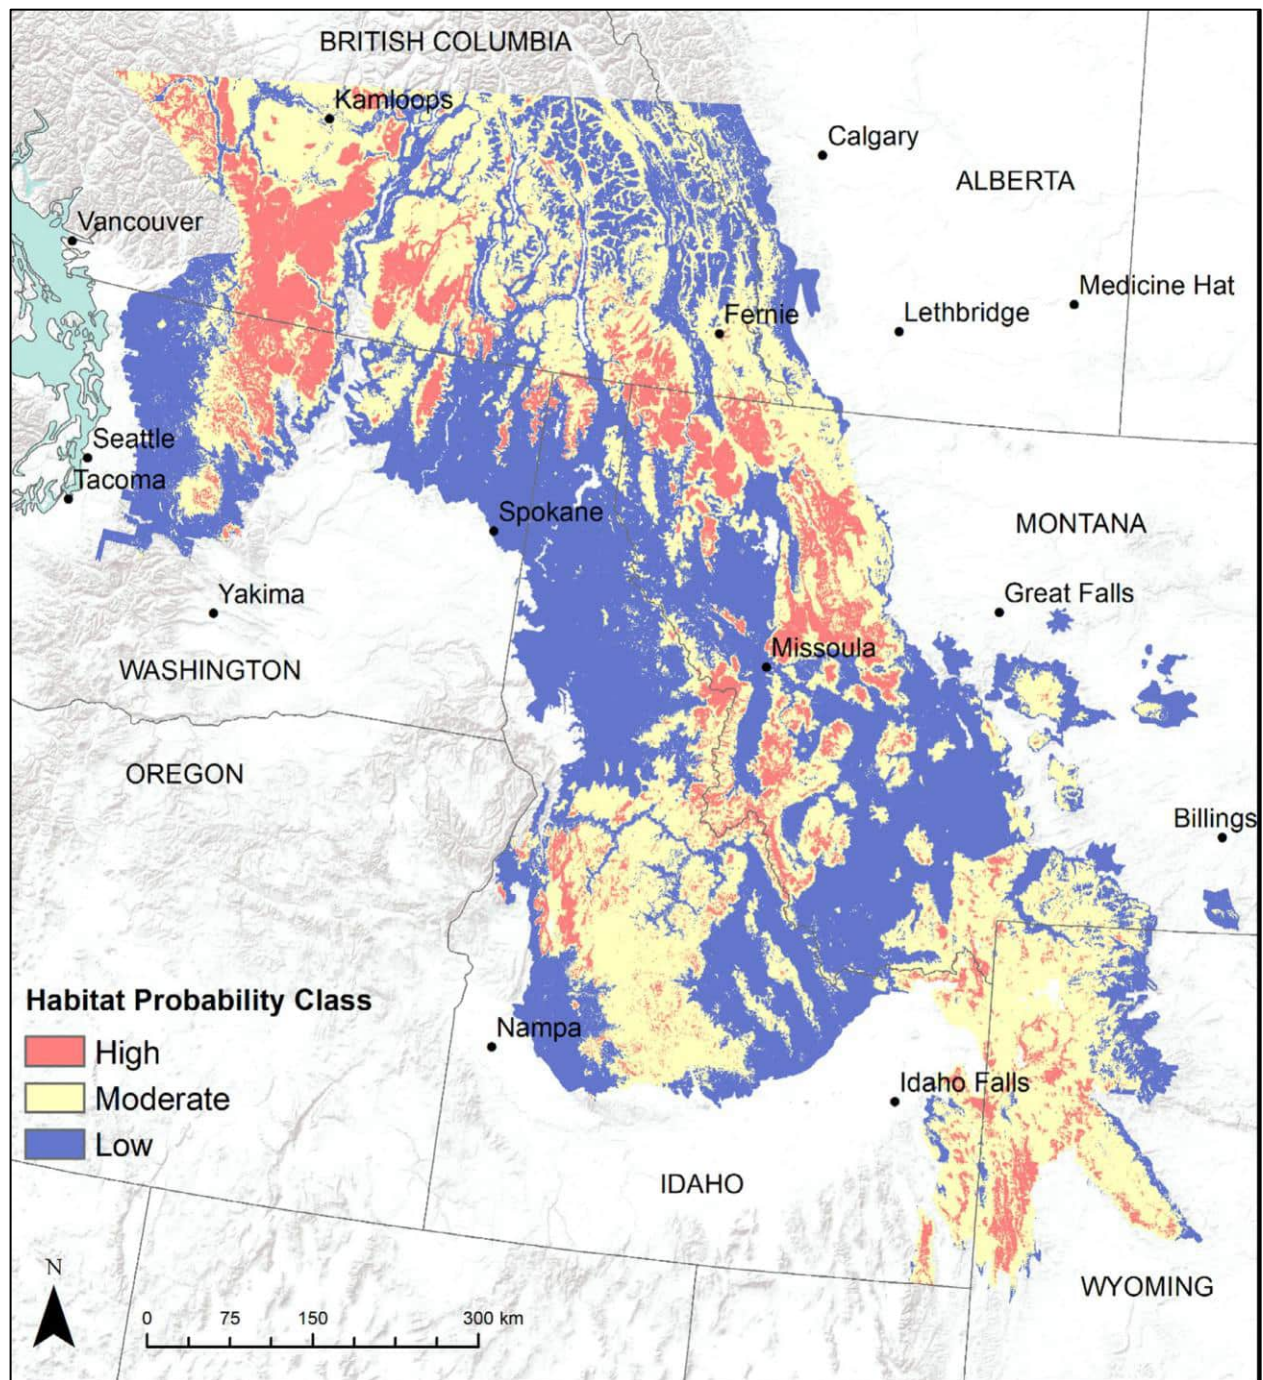 BRITISH COLUMBIA
Kamloops
Calgary
ALBERTA
Vancouver
Medicine Hat
Lethbridge
Fernie
Seattle
Tacoma
Spokane
MONTANA
Yakima
Great Falls
Missoula
WASHINGTON
OREGON
Billings
Habitat Probability Class
High
Moderate
Low
Nampa
Idaho Falls
IDAHO
WYOMING
N
0 75 150 300 km